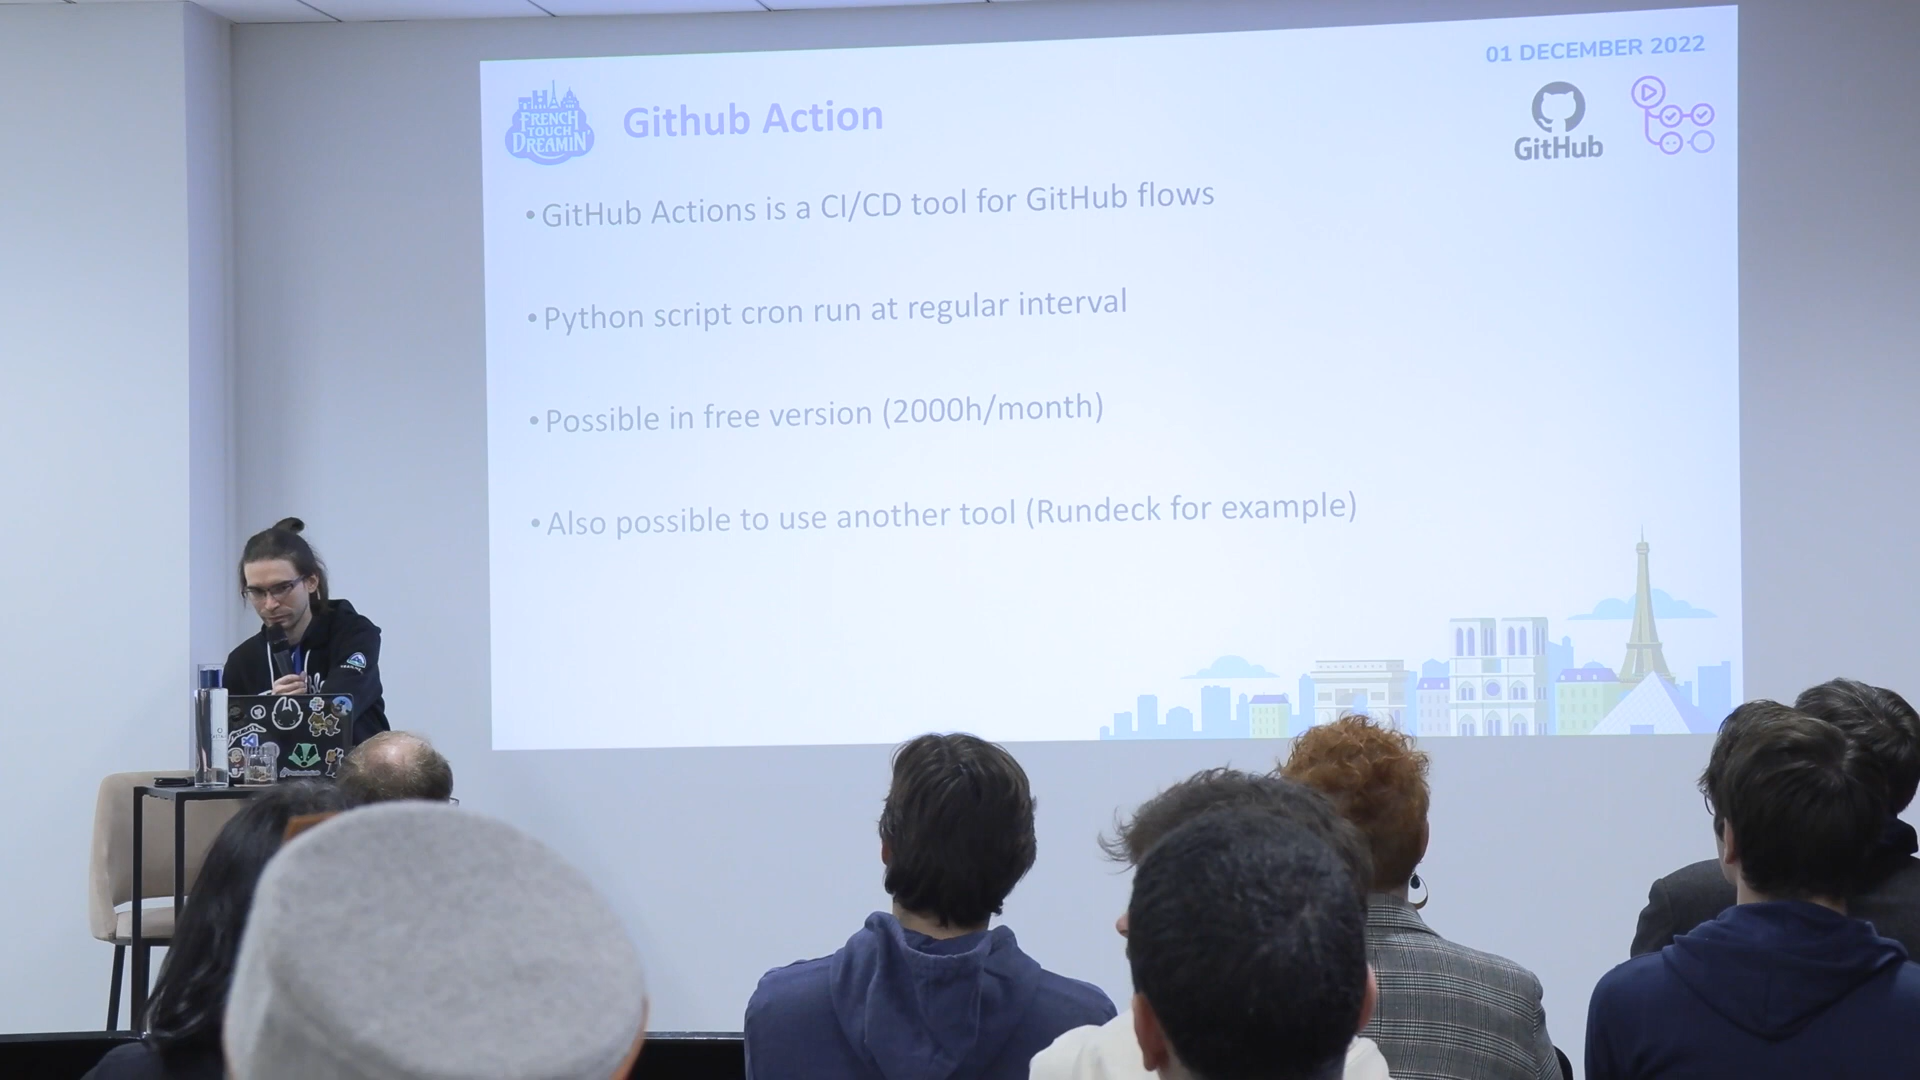 01 DECEMBER 2022
FRENCH
TOUCH
DREAMIN'
Github Action
GitHub
• GitHub Actions is a CI/CD tool for GitHub flows
• Python script cron run at regular interval
• Possible in free version (2000h/month)
• Also possible to use another tool (Rundeck for example)